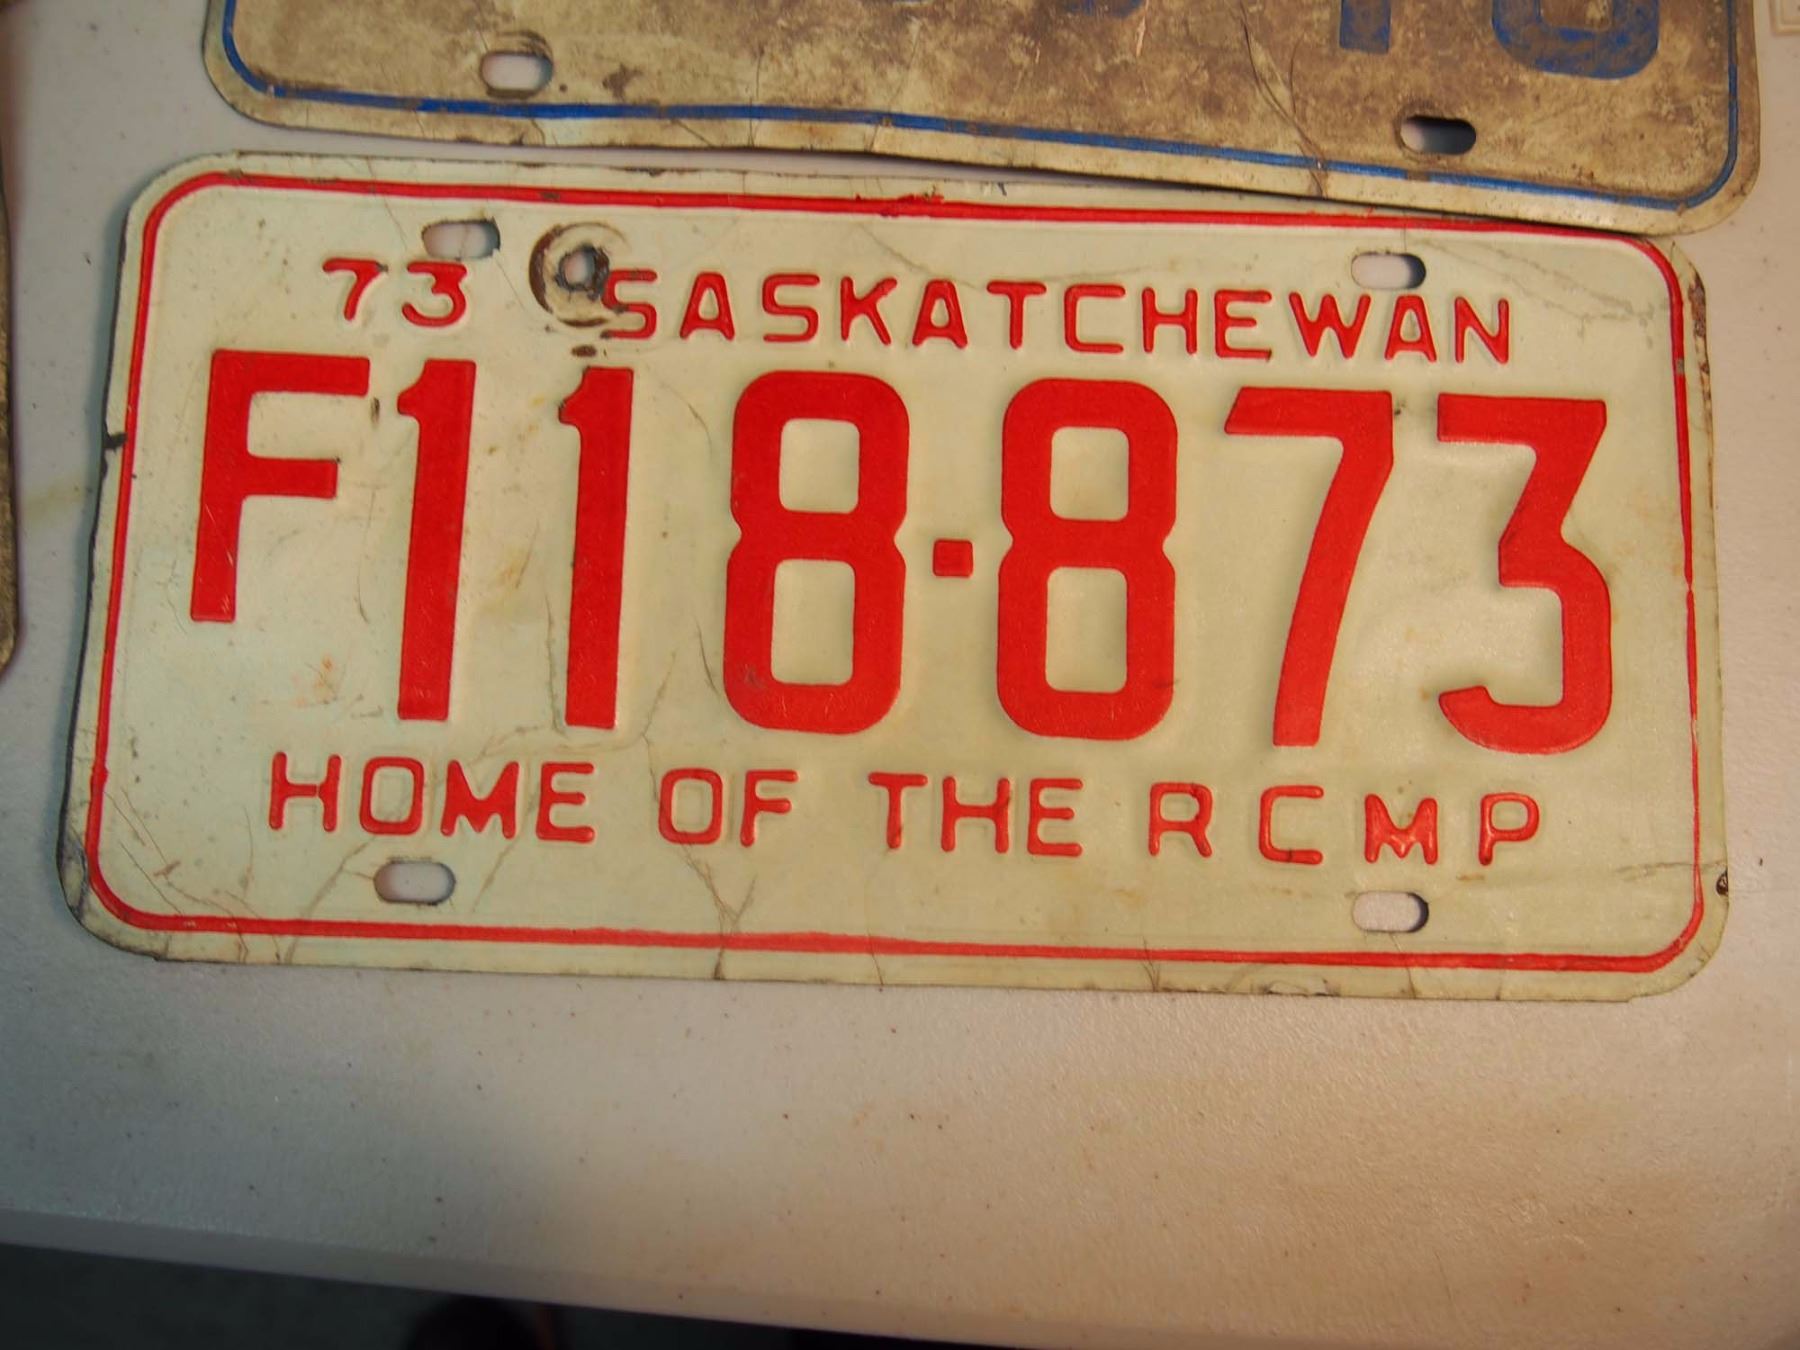 73 SASKATCHEWAN
F118-873
HOME OF THE RCMP